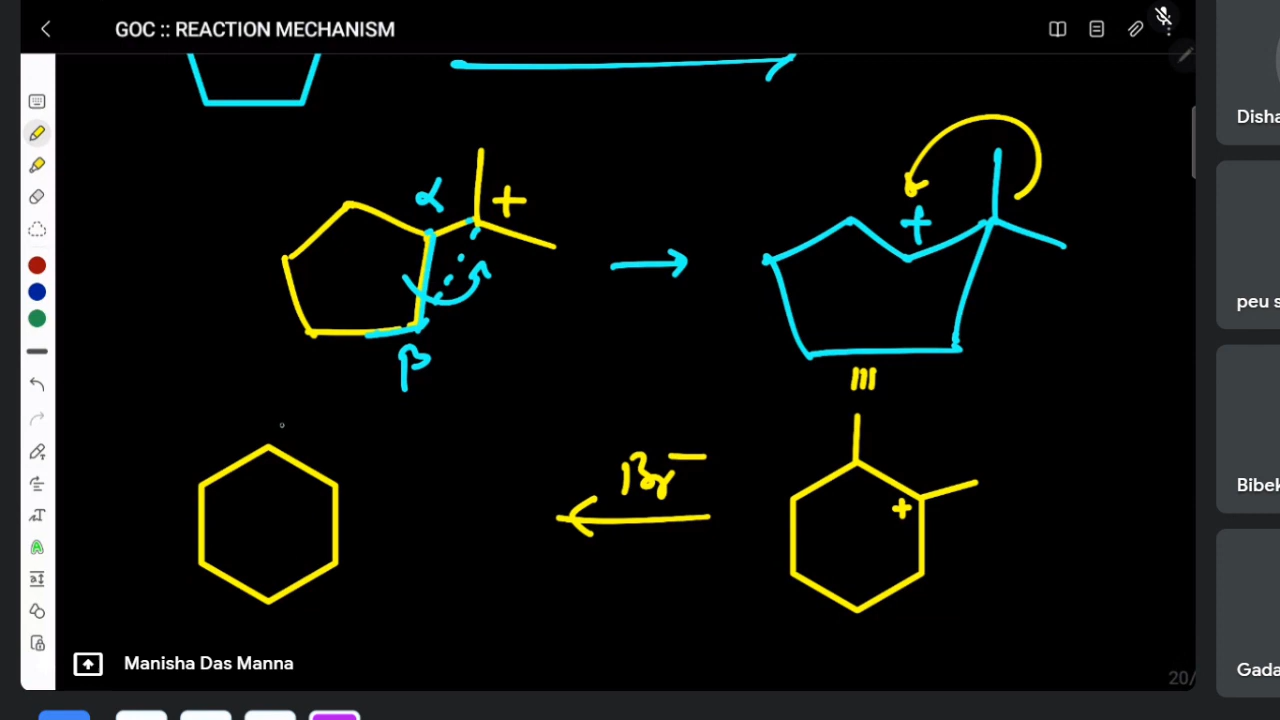 GOC :: REACTION MECHANISM
Disha
α
+
+
peu s
β
Br⁻
+
Bibek
Manisha Das Manna
Gada
20/